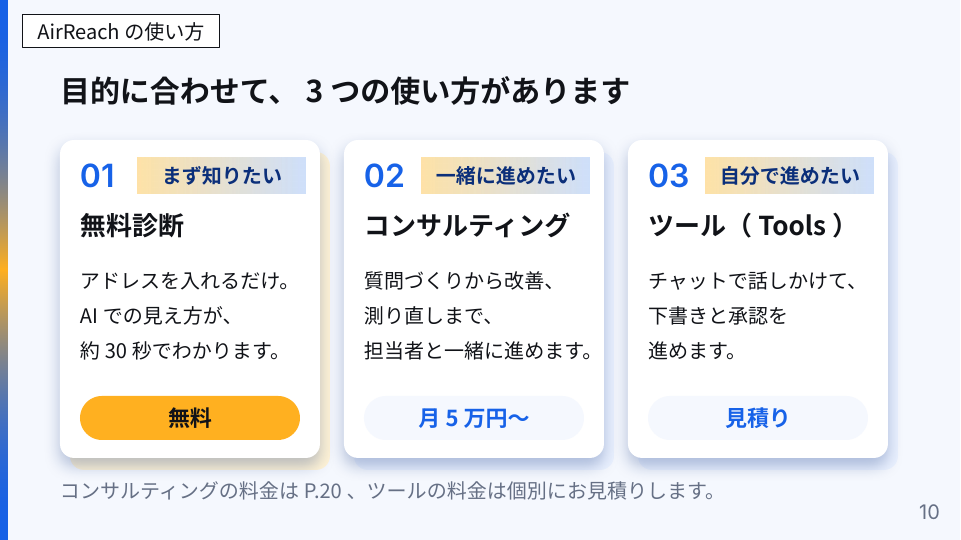 AirReach の使い方
目的に合わせて、 3 つの使い方があります
01 まず知りたい
無料診断
アドレスを入れるだけ。
AI での見え方が、
約 30 秒でわかります。
無料
02 一緒に進めたい
コンサルティング
質問づくりから改善、
測り直しまで、
担当者と一緒に進めます。
月 5 万円〜
03 自分で進めたい
ツール（ Tools ）
チャットで話しかけて、
下書きと承認を
進めます。
見積り
コンサルティングの料金は P.20 、ツールの料金は個別にお見積りします。
10